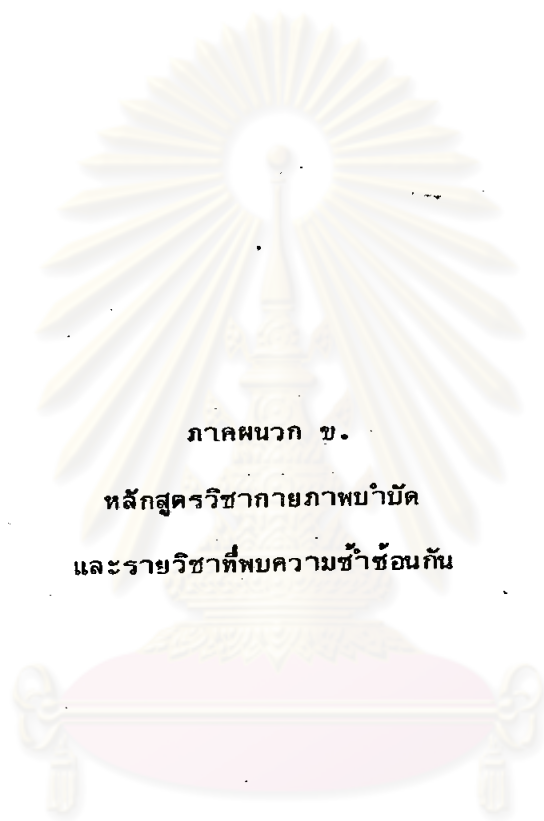 ภาคผนวก ข.
หลักสูตรวิชากายภาพบำบัด
และรายวิชาที่พบความซ้ำซ้อนกัน